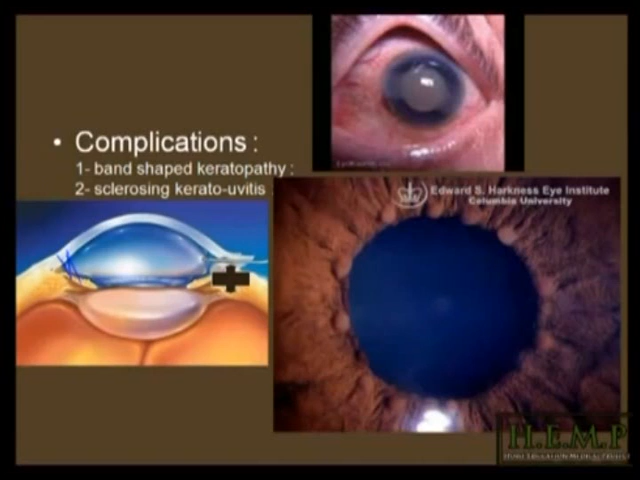 • Complications :
1- band shaped keratopathy :
2- sclerosing kerato-uvitis :
Edward S. Harkness Eye Institute
Columbia University
H.E.M.P